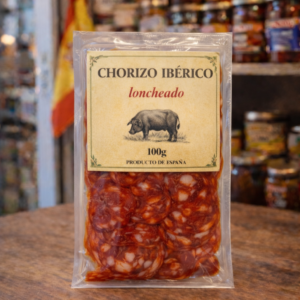 CHORIZO IBÉRICO
loncheado
100g
PRODUCTO DE ESPAÑA